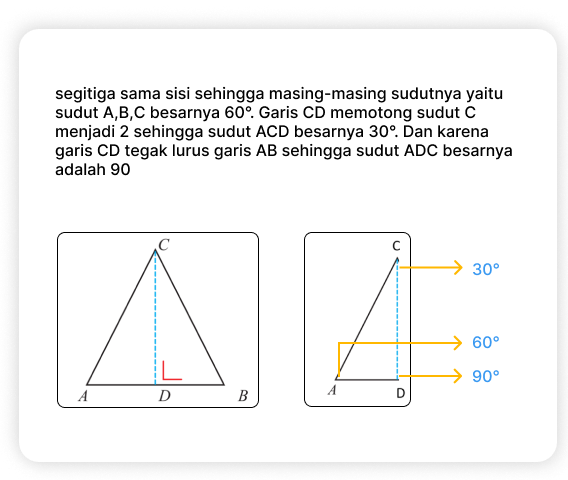 segitiga sama sisi sehingga masing-masing sudutnya yaitu
sudut A,B,C besarnya 60°. Garis CD memotong sudut C
menjadi 2 sehingga sudut ACD besarnya 30°. Dan karena
garis CD tegak lurus garis AB sehingga sudut ADC besarnya
adalah 90
C
A
D
B
C
30°
60°
90°
A
D